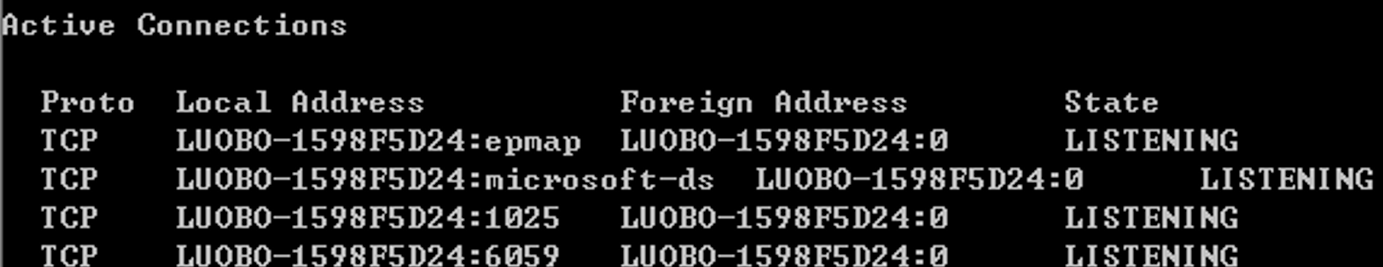 Active Connections
Proto  Local Address          Foreign Address        State
TCP    LUOBO-1598F5D24:epmap  LUOBO-1598F5D24:0      LISTENING
TCP    LUOBO-1598F5D24:microsoft-ds  LUOBO-1598F5D24:0      LISTENING
TCP    LUOBO-1598F5D24:1025   LUOBO-1598F5D24:0      LISTENING
TCP    LUOBO-1598F5D24:6059   LUOBO-1598F5D24:0      LISTENING